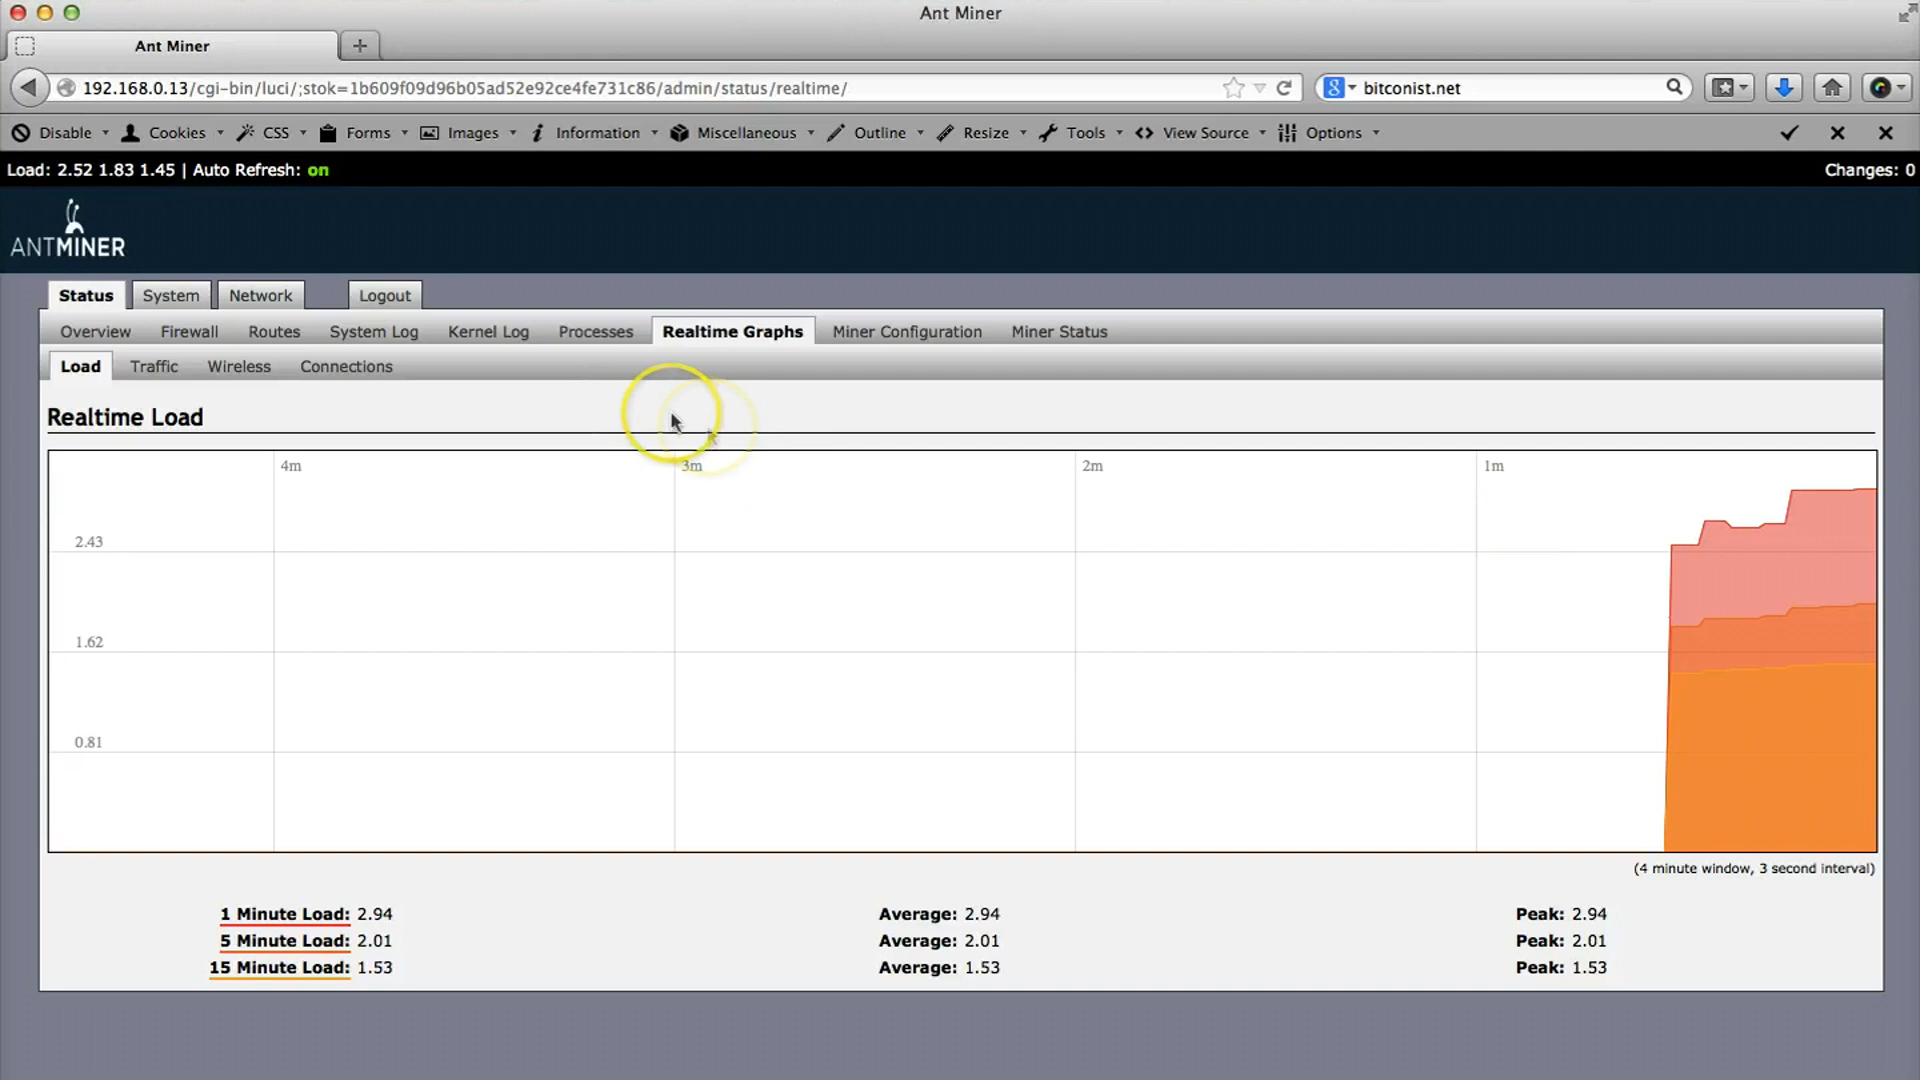 Ant Miner
Ant Miner
192.168.0.13/cgi-bin/luci/;stok=1b609f09d96b05ad52e92ce4fe731c86/admin/status/realtime/
bitconist.net
Disable Cookies CSS Forms Images Information Miscellaneous Outline Resize Tools View Source Options
Load: 2.52 1.83 1.45 | Auto Refresh: on Changes: 0
ANTMINER
Status System Network Logout
Overview Firewall Routes System Log Kernel Log Processes Realtime Graphs Miner Configuration Miner Status
Load Traffic Wireless Connections
Realtime Load
4m 3m 2m 1m
2.43
1.62
0.81
(4 minute window, 3 second interval)
1 Minute Load: 2.94 Average: 2.94 Peak: 2.94
5 Minute Load: 2.01 Average: 2.01 Peak: 2.01
15 Minute Load: 1.53 Average: 1.53 Peak: 1.53